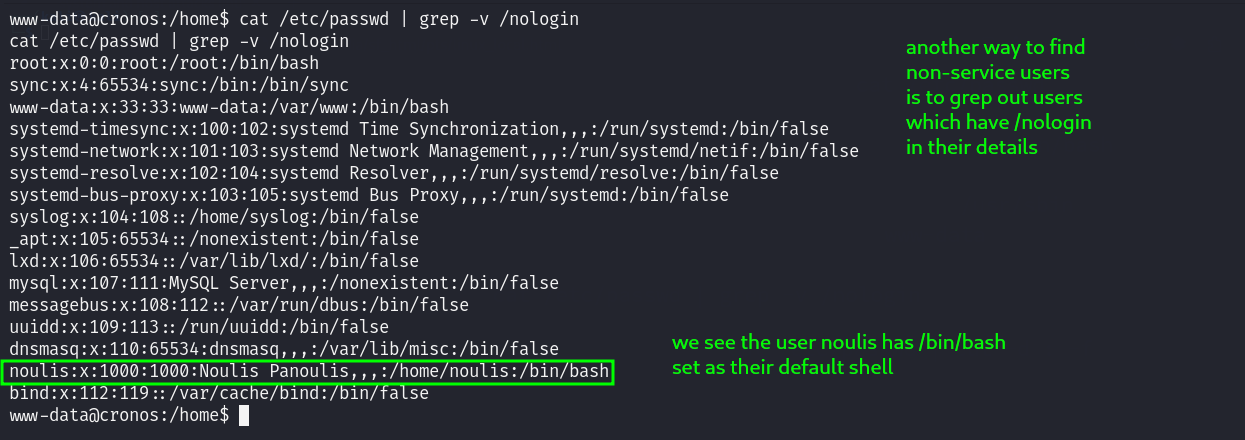 www-data@cronos:/home$ cat /etc/passwd | grep -v /nologin
cat /etc/passwd | grep -v /nologin
root:x:0:0:root:/root:/bin/bash
sync:x:4:65534:sync:/bin:/bin/sync
www-data:x:33:33:www-data:/var/www:/bin/bash
systemd-timesync:x:100:102:systemd Time Synchronization,,,:/run/systemd:/bin/false
systemd-network:x:101:103:systemd Network Management,,,:/run/systemd/netif:/bin/false
systemd-resolve:x:102:104:systemd Resolver,,,:/run/systemd/resolve:/bin/false
systemd-bus-proxy:x:103:105:systemd Bus Proxy,,,:/run/systemd:/bin/false
syslog:x:104:108::/home/syslog:/bin/false
_apt:x:105:65534::/nonexistent:/bin/false
lxd:x:106:65534::/var/lib/lxd/:/bin/false
mysql:x:107:111:MySQL Server,,,:/nonexistent:/bin/false
messagebus:x:108:112::/var/run/dbus:/bin/false
uuidd:x:109:113::/run/uuidd:/bin/false
dnsmasq:x:110:65534:dnsmasq,,,:/var/lib/misc:/bin/false
noulis:x:1000:1000:Noulis Panoulis,,,:/home/noulis:/bin/bash
bind:x:112:119::/var/cache/bind:/bin/false
www-data@cronos:/home$
another way to find
non-service users
is to grep out users
which have /nologin
in their details
we see the user noulis has /bin/bash
set as their default shell